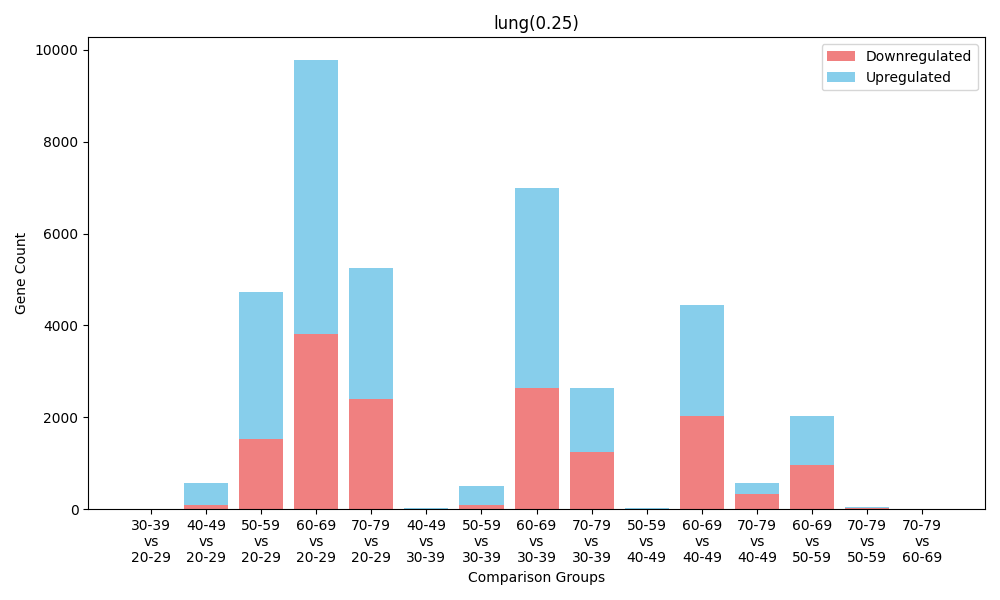 lung(0.25)
10000
8000
6000
4000
2000
0
Gene Count
Downregulated
Upregulated
30-39 40-49 50-59 60-69 70-79 40-49 50-59 60-69 70-79 50-59 60-69 70-79 60-69 70-79 70-79
vs vs vs vs vs vs vs vs vs vs vs vs vs vs vs
20-29 20-29 20-29 20-29 20-29 30-39 30-39 30-39 30-39 40-49 40-49 40-49 50-59 50-59 60-69
Comparison Groups